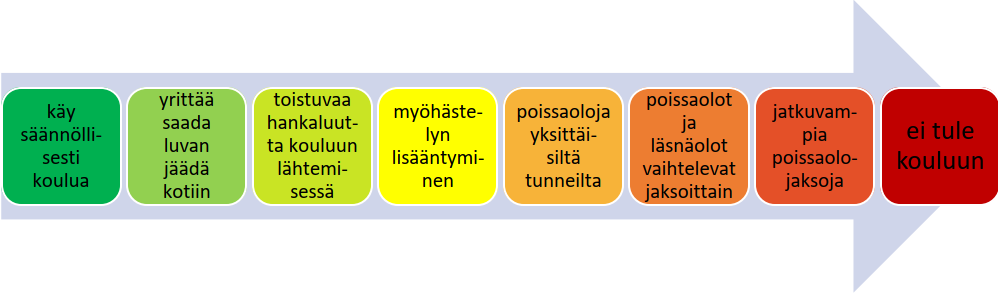 käy
säännölli-
sesti
koulua
yrittää
saada
luvan
jäädä
kotiin
toistuvaa
hankaluut-
ta kouluun
lähtemi-
sessä
myöhäste-
lyn
lisääntymi-
nen
poissaoloja
yksittäi-
siltä
tunneilta
poissaolot
ja
läsnäolot
vaihtelevat
jaksoittain
jatkuvam-
pia
poissaolo-
jaksoja
ei tule
kouluun